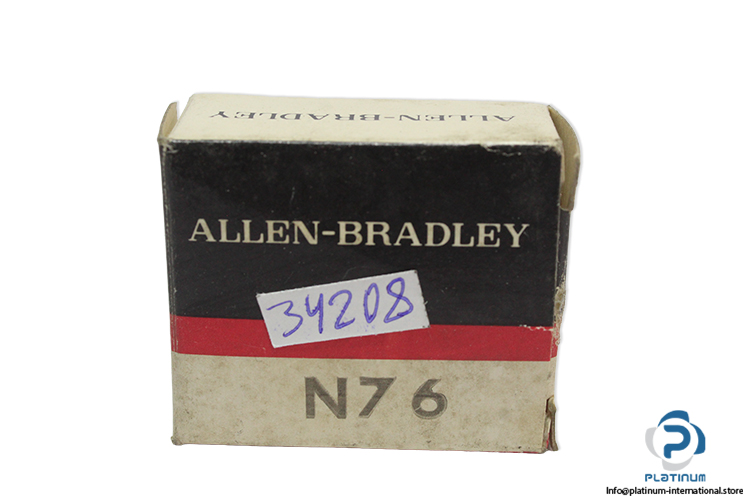 ALLEN-BRADLEY
ALLEN-BRADLEY
34208
N76
PLATINUM
Info@platinum-international.store